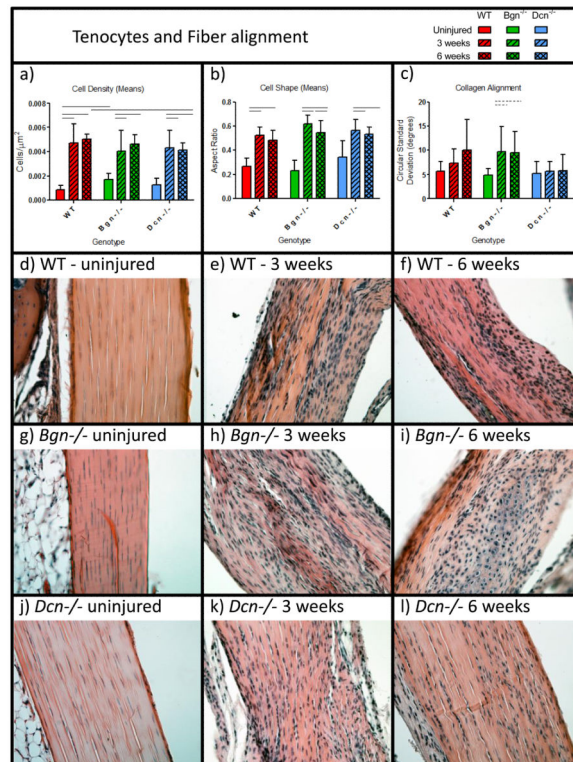 Tenocytes and Fiber alignment
WT Bgn-/- Dcn-/-
Uninjured
3 weeks
6 weeks
a)
Cell Density (Means)
Cells/μm²
0.008
0.006
0.004
0.002
0.000
WT
Bgn-/-
Dcn-/-
Genotype
b)
Cell Shape (Means)
Aspect Ratio
0.8
0.6
0.4
0.2
0.0
WT
Bgn-/-
Dcn-/-
Genotype
c)
Collagen Alignment
Circular Standard
Deviation (degrees)
20
15
10
5
0
WT
Bgn-/-
Dcn-/-
Genotype
d) WT - uninjured
e) WT - 3 weeks
f) WT - 6 weeks
g) Bgn-/- uninjured
h) Bgn-/- 3 weeks
i) Bgn-/- 6 weeks
j) Dcn-/- uninjured
k) Dcn-/- 3 weeks
l) Dcn-/- 6 weeks